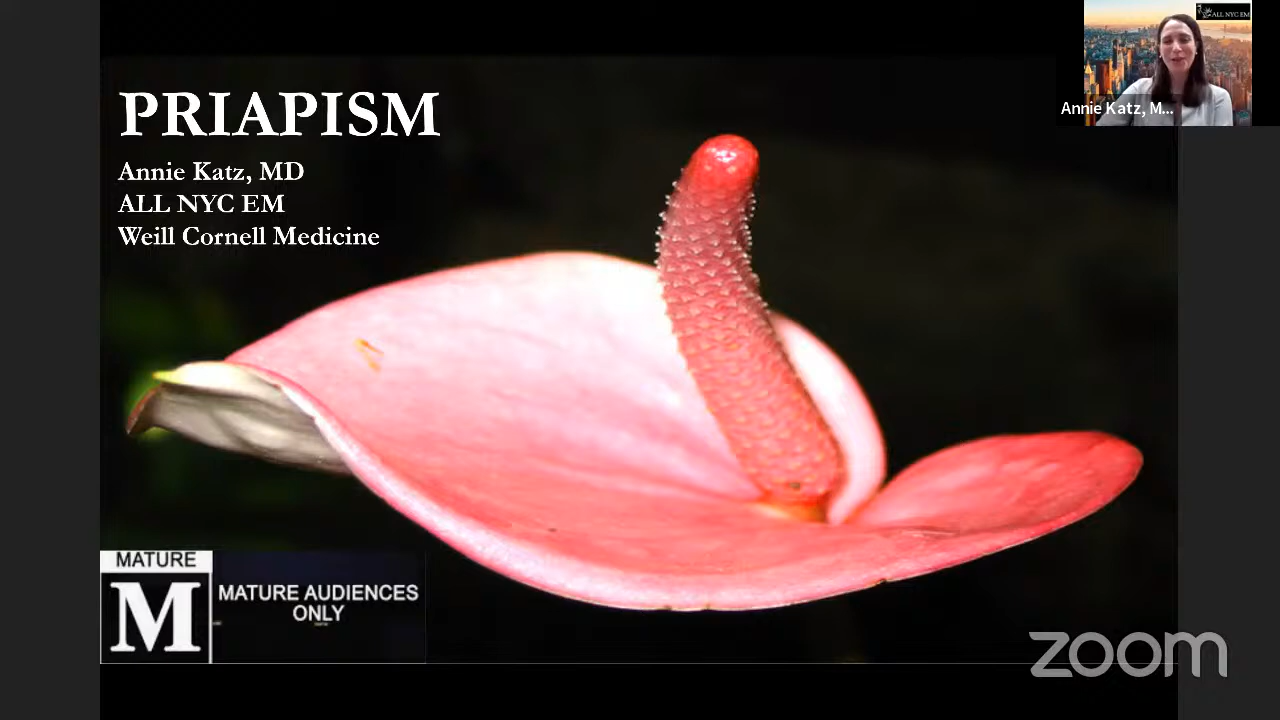 PRIAPISM
Annie Katz, MD
ALL NYC EM
Weill Cornell Medicine
ALL NYC EM
Annie Katz, M...
MATURE
M
MATURE AUDIENCES
ONLY
zoom